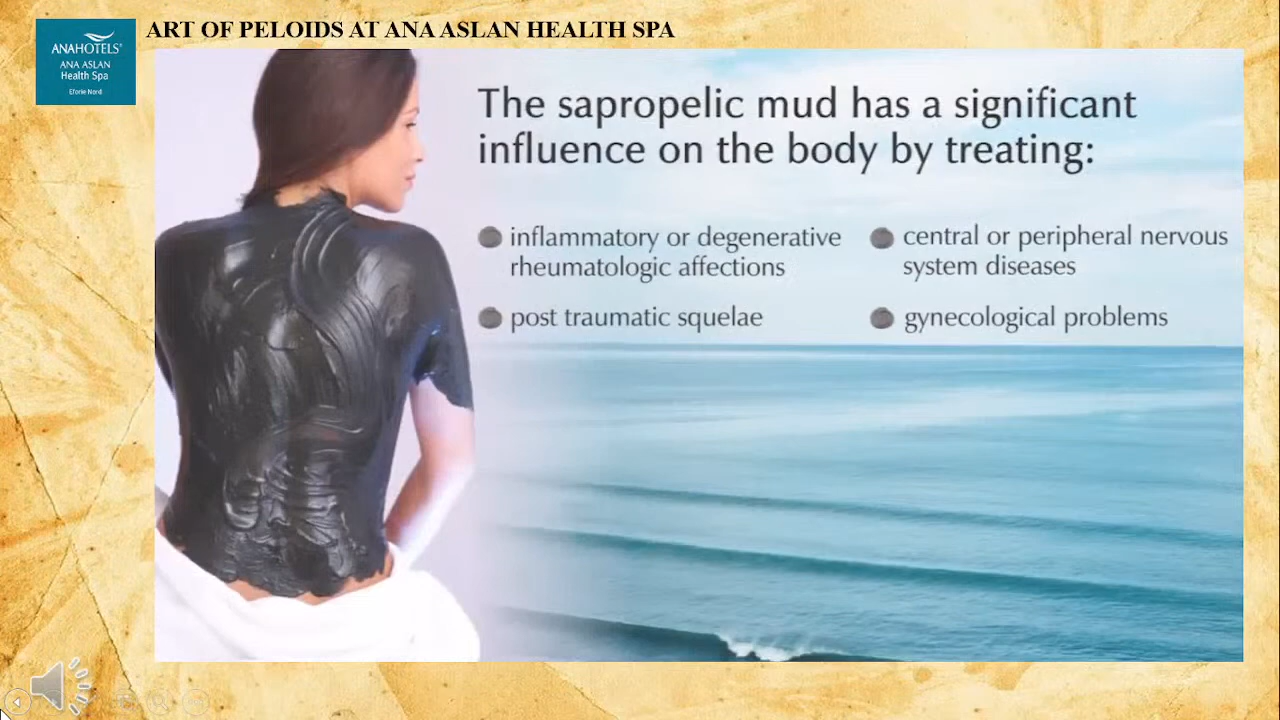 ART OF PELOIDS AT ANA ASLAN HEALTH SPA
ANAHOTELS®
ANA ASLAN
Health Spa
Eforie Nord
The sapropelic mud has a significant
influence on the body by treating:
inflammatory or degenerative
rheumatologic affections
post traumatic squelae
central or peripheral nervous
system diseases
gynecological problems